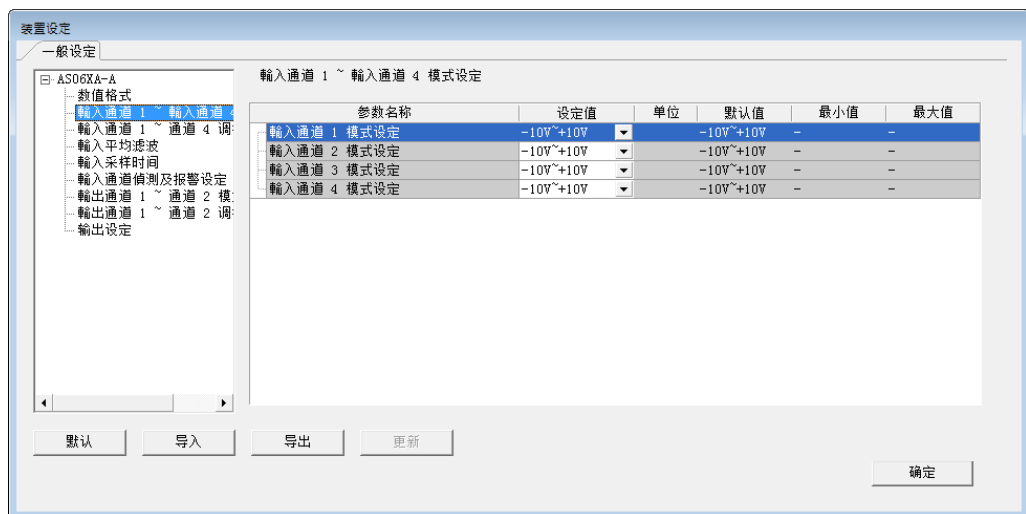 装置设定
一般设定
AS06XA-A
数值格式
輸入通道 1 ~ 輸入通道 4
輸入通道 1 ~ 通道 4 调
輸入平均滤波
輸入采样时间
輸入通道偵測及报警设定
輸出通道 1 ~ 通道 2 模
輸出通道 1 ~ 通道 2 调
输出设定
輸入通道 1 ~ 輸入通道 4 模式设定
参数名称 设定值 单位 默认值 最小值 最大值
輸入通道 1 模式设定 -10V~+10V -10V~+10V - -
輸入通道 2 模式设定 -10V~+10V -10V~+10V - -
輸入通道 3 模式设定 -10V~+10V -10V~+10V - -
輸入通道 4 模式设定 -10V~+10V -10V~+10V - -
默认 导入 导出 更新
确定